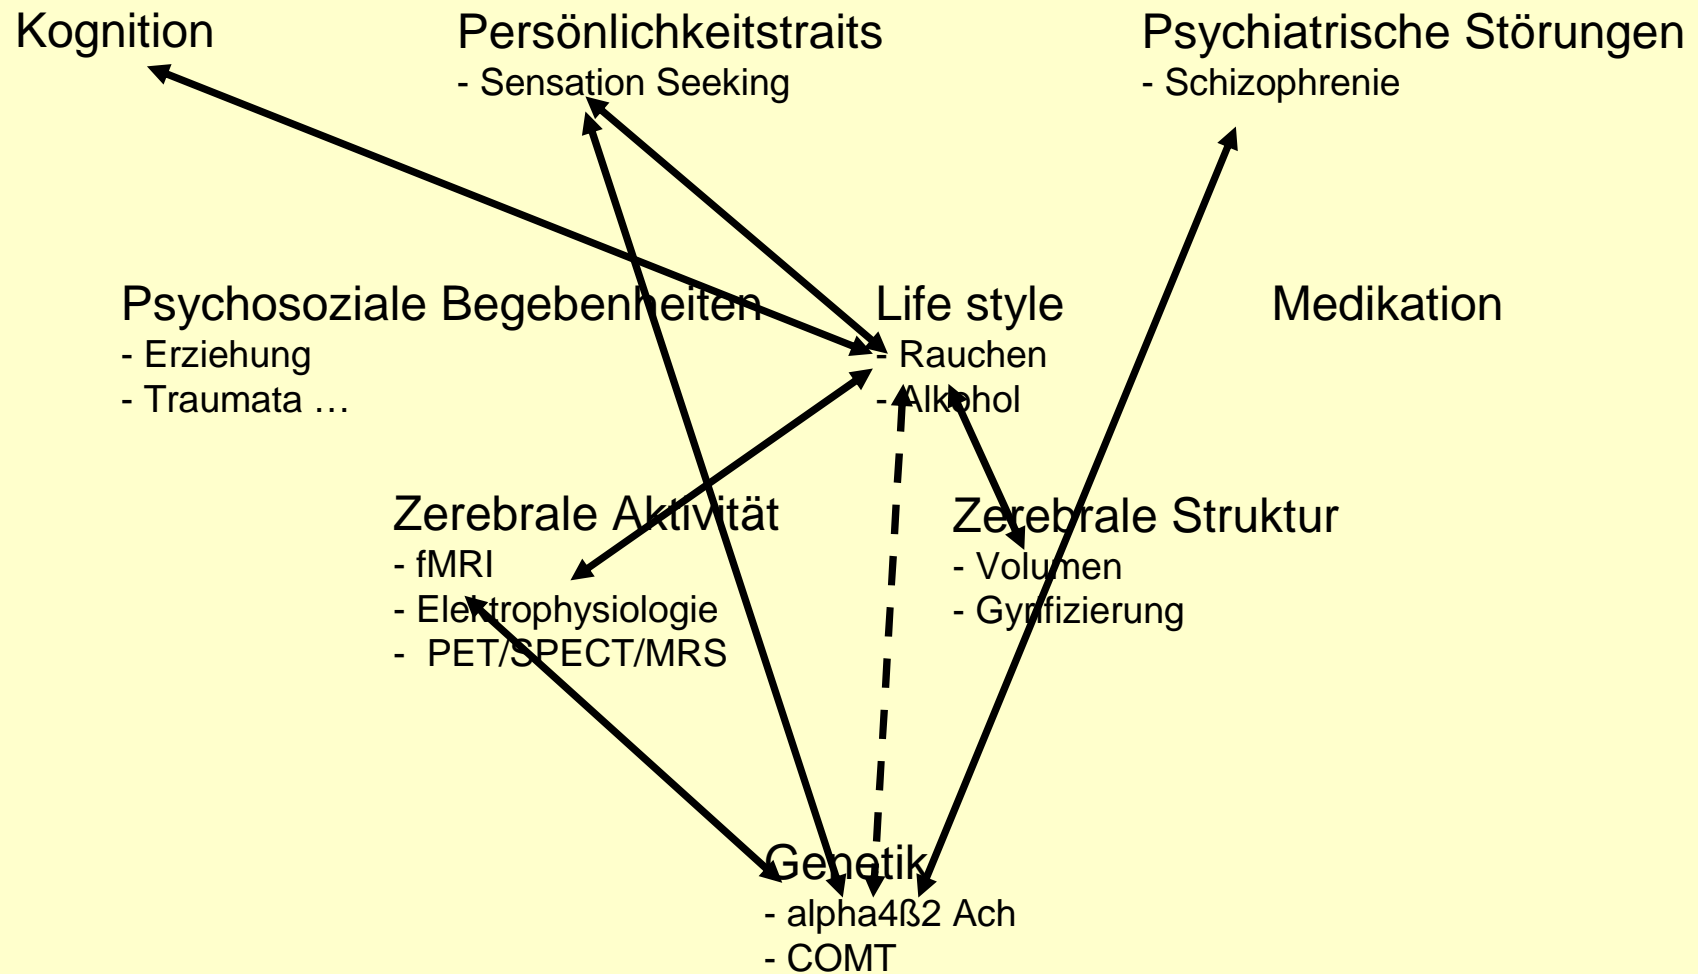 Kognition
Persönlichkeitstraits
- Sensation Seeking
Psychiatrische Störungen
- Schizophrenie
Psychosoziale Begebenheiten
- Erziehung
- Traumata …
Life style
- Rauchen
- Alkohol
Medikation
Zerebrale Aktivität
- fMRI
- Elektrophysiologie
- PET/SPECT/MRS
Zerebrale Struktur
- Volumen
- Gyrifizierung
Genetik
- alpha4ß2 Ach
- COMT